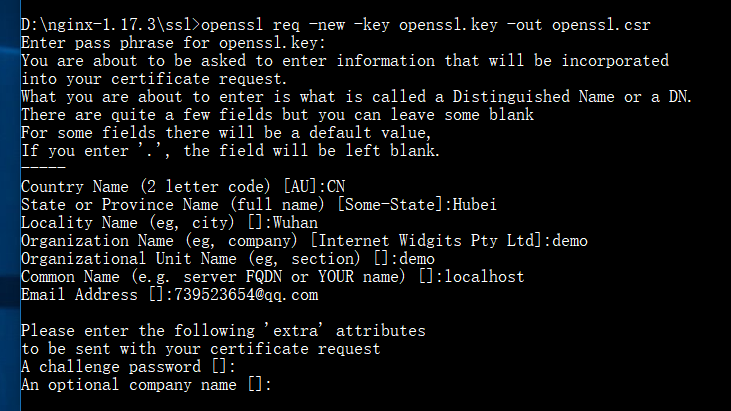 D:\nginx-1.17.3\ssl>openssl req -new -key openssl.key -out openssl.csr
Enter pass phrase for openssl.key:
You are about to be asked to enter information that will be incorporated
into your certificate request.
What you are about to enter is what is called a Distinguished Name or a DN.
There are quite a few fields but you can leave some blank
For some fields there will be a default value,
If you enter '.', the field will be left blank.
-----
Country Name (2 letter code) [AU]:CN
State or Province Name (full name) [Some-State]:Hubei
Locality Name (eg, city) []:Wuhan
Organization Name (eg, company) [Internet Widgits Pty Ltd]:demo
Organizational Unit Name (eg, section) []:demo
Common Name (e.g. server FQDN or YOUR name) []:localhost
Email Address []:739523654@qq.com

Please enter the following 'extra' attributes
to be sent with your certificate request
A challenge password []:
An optional company name []: